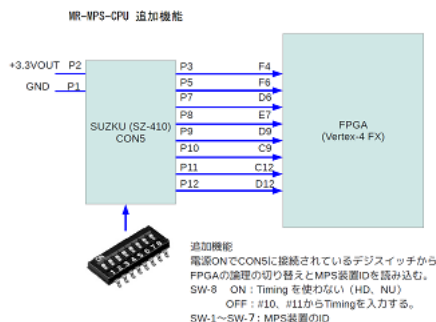 MR-MPS-CPU 追加機能
+3.3VOUT P2
GND P1
SUZKU (SZ-410)
CON5
P3 F4
P5 F6
P7 D6
P8 E7
P9 D9
P10 C9
P11 C12
P12 D12
FPGA
(Vertex-4 FX)
追加機能
電源ONでCON5に接続されているデジスイッチから
FPGAの論理の切り替えとMPS装置IDを読み込む。
SW-8 ON : Timing を使わない (HD、NU)
OFF : #10、#11からTimingを入力する。
SW-1~SW-7 : MPS装置のID